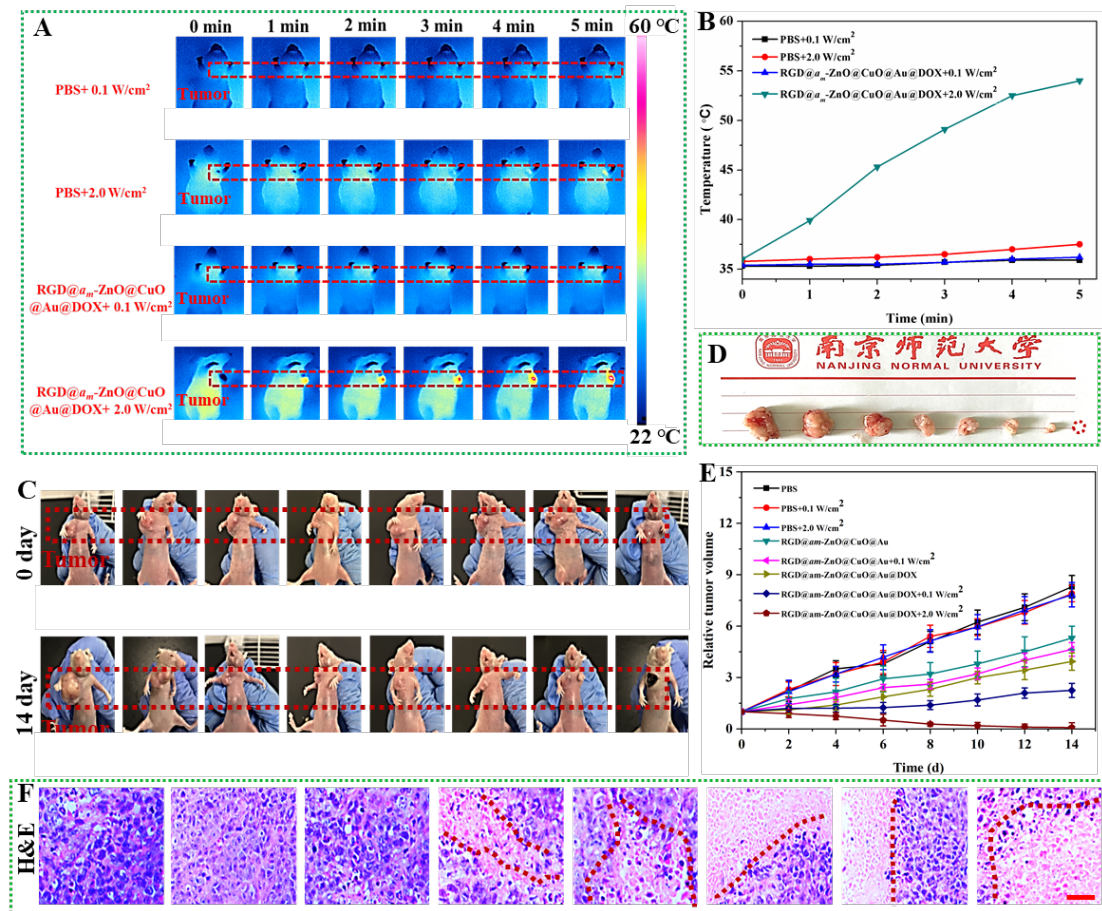 A
0 min 1 min 2 min 3 min 4 min 5 min
60 °C
PBS+ 0.1 W/cm²
Tumor
PBS+2.0 W/cm²
Tumor
RGD@aₘ-ZnO@CuO
@Au@DOX+ 0.1 W/cm²
Tumor
RGD@aₘ-ZnO@CuO
@Au@DOX+ 2.0 W/cm²
Tumor
22 °C
B
PBS+0.1 W/cm²
PBS+2.0 W/cm²
RGD@aₘ-ZnO@CuO@Au@DOX+0.1 W/cm²
RGD@aₘ-ZnO@CuO@Au@DOX+2.0 W/cm²
Temperature ( °C)
60
55
50
45
40
35
30
0 1 2 3 4 5
Time (min)
D
南京师范大学
NANJING NORMAL UNIVERSITY
C
0 day
Tumor
14 day
Tumor
E
PBS
PBS+0.1 W/cm²
PBS+2.0 W/cm²
RGD@am-ZnO@CuO@Au
RGD@am-ZnO@CuO@Au+0.1 W/cm²
RGD@am-ZnO@CuO@Au@DOX
RGD@am-ZnO@CuO@Au@DOX+0.1 W/cm²
RGD@am-ZnO@CuO@Au@DOX+2.0 W/cm²
Relative tumor volume
15
12
9
6
3
0
0 2 4 6 8 10 12 14
Time (d)
F
H&E